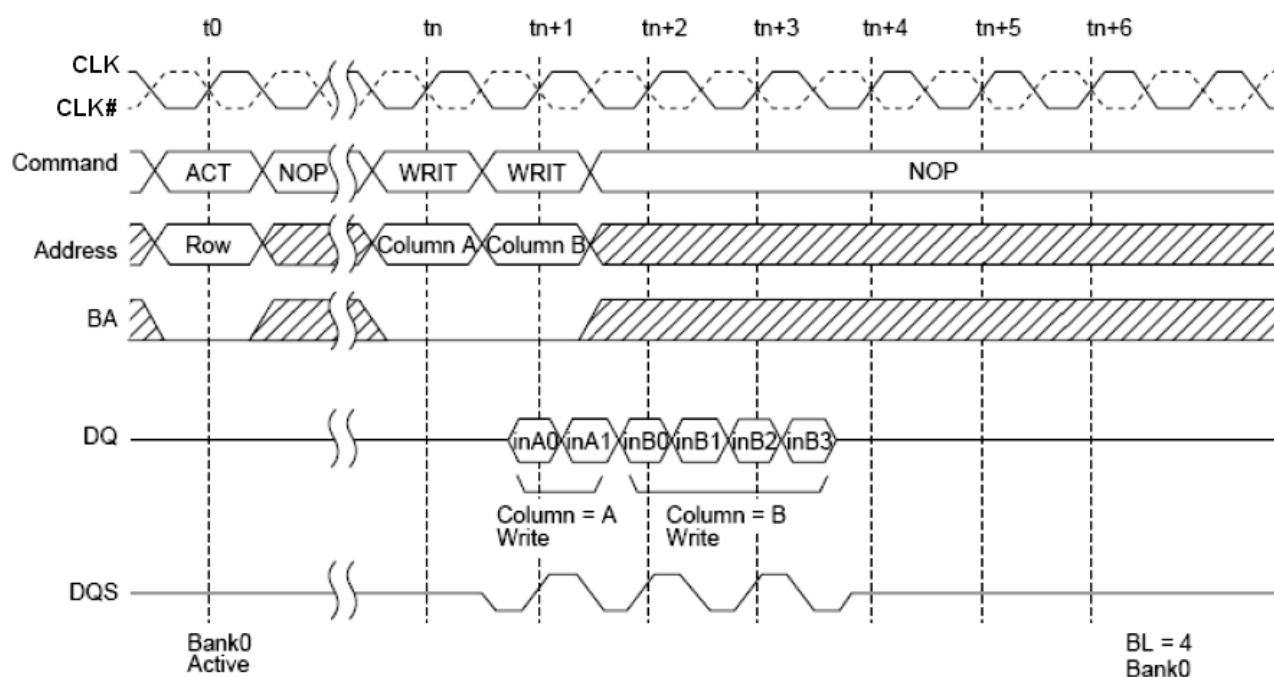 t0 tn tn+1 tn+2 tn+3 tn+4 tn+5 tn+6
CLK
CLK#
Command ACT NOP WRIT WRIT NOP
Address Row Column A Column B
BA
DQ inA0 inA1 inB0 inB1 inB2 inB3
Column = A Column = B
Write Write
DQS
Bank0 BL = 4
Active Bank0